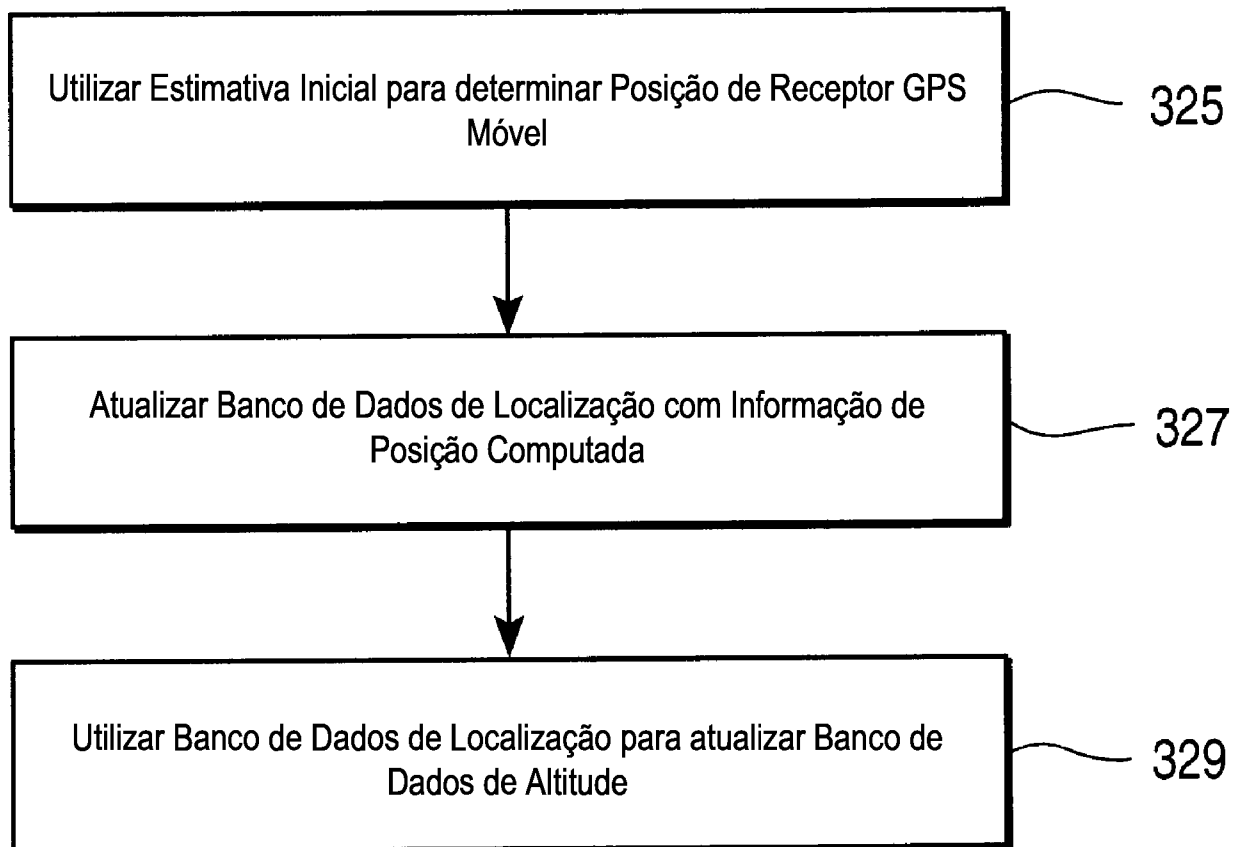 Utilizar Estimativa Inicial para determinar Posição de Receptor GPS
Móvel
325
Atualizar Banco de Dados de Localização com Informação de
Posição Computada
327
Utilizar Banco de Dados de Localização para atualizar Banco de
Dados de Altitude
329